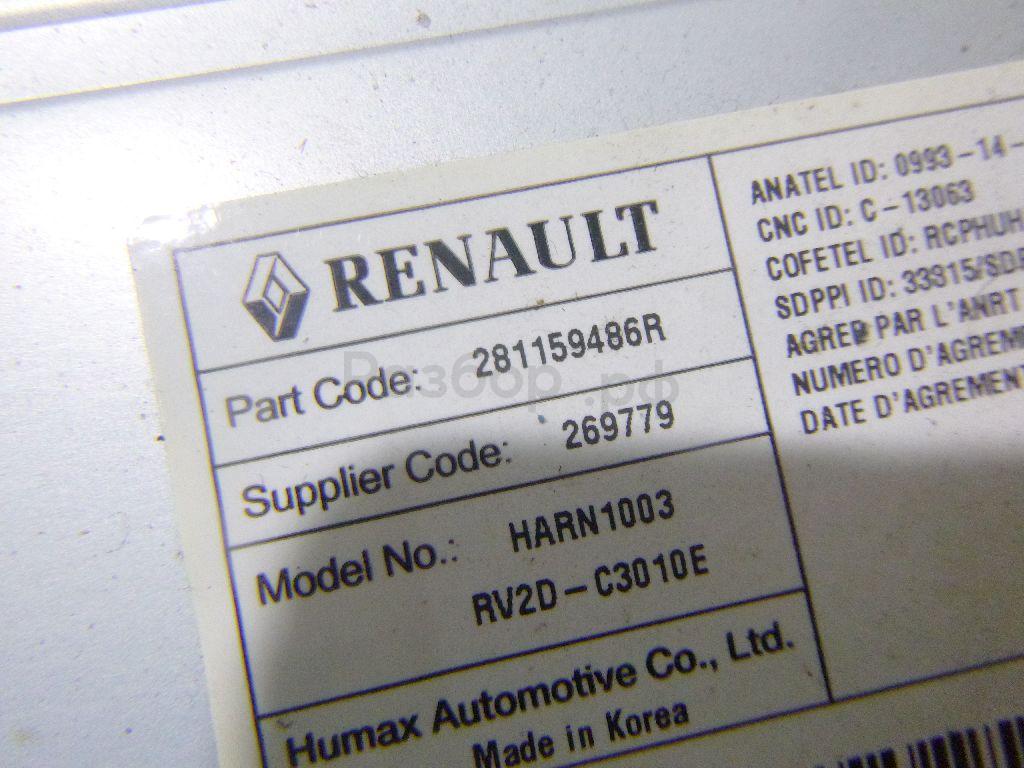 RENAULT
Part Code: 281159486R
Supplier Code: 269779
Model No.: HARN1003
RV2D-C3010E
Humax Automotive Co., Ltd.
Made in Korea
ANATEL ID: 0993-14-
CNC ID: C-13063
COFETEL ID: RCPHUH
SDPPI ID: 33815/SDP
AGREE PAR L'ANRT
NUMERO D'AGREME
DATE D'AGREMENT
Разбор.рф